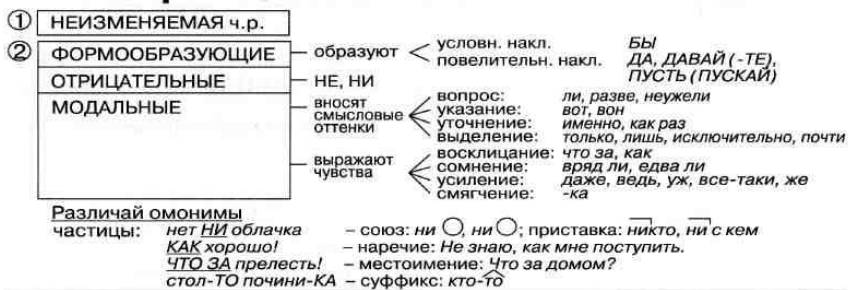 ① НЕИЗМЕНЯЕМАЯ ч.р.
② ФОРМООБРАЗУЮЩИЕ – образуют < условн. накл. БЫ
повелительн. накл. ДА, ДАВАЙ (-ТЕ),
ПУСТЬ (ПУСКАЙ)
ОТРИЦАТЕЛЬНЫЕ – НЕ, НИ
МОДАЛЬНЫЕ
вносят смысловые оттенки
вопрос: ли, разве, неужели
указание: вот, вон
уточнение: именно, как раз
выделение: только, лишь, исключительно, почти
выражают чувства
восклицание: что за, как
сомнение: вряд ли, едва ли
усиление: даже, ведь, уж, все-таки, же
смягчение: -ка
Различай омонимы
частицы: нет НИ облачка – союз: ни ◯, ни ◯; приставка: никто, ни с кем
КАК хорошо! – наречие: Не знаю, как мне поступить.
ЧТО ЗА прелесть! – местоимение: Что за домом?
стол-ТО почини-КА – суффикс: кто-то